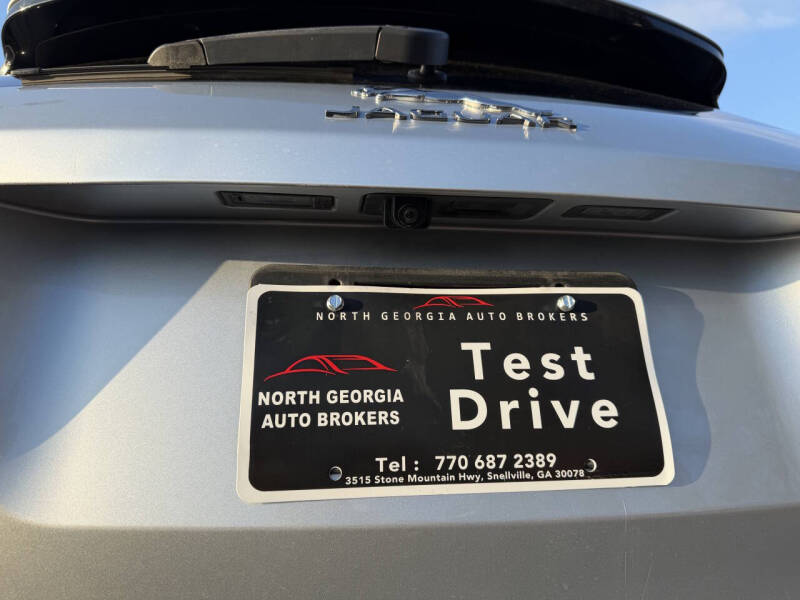 JAGUAR
NORTH GEORGIA AUTO BROKERS
NORTH GEORGIA
AUTO BROKERS
Test
Drive
Tel : 770 687 2389
3515 Stone Mountain Hwy, Snellville, GA 30078